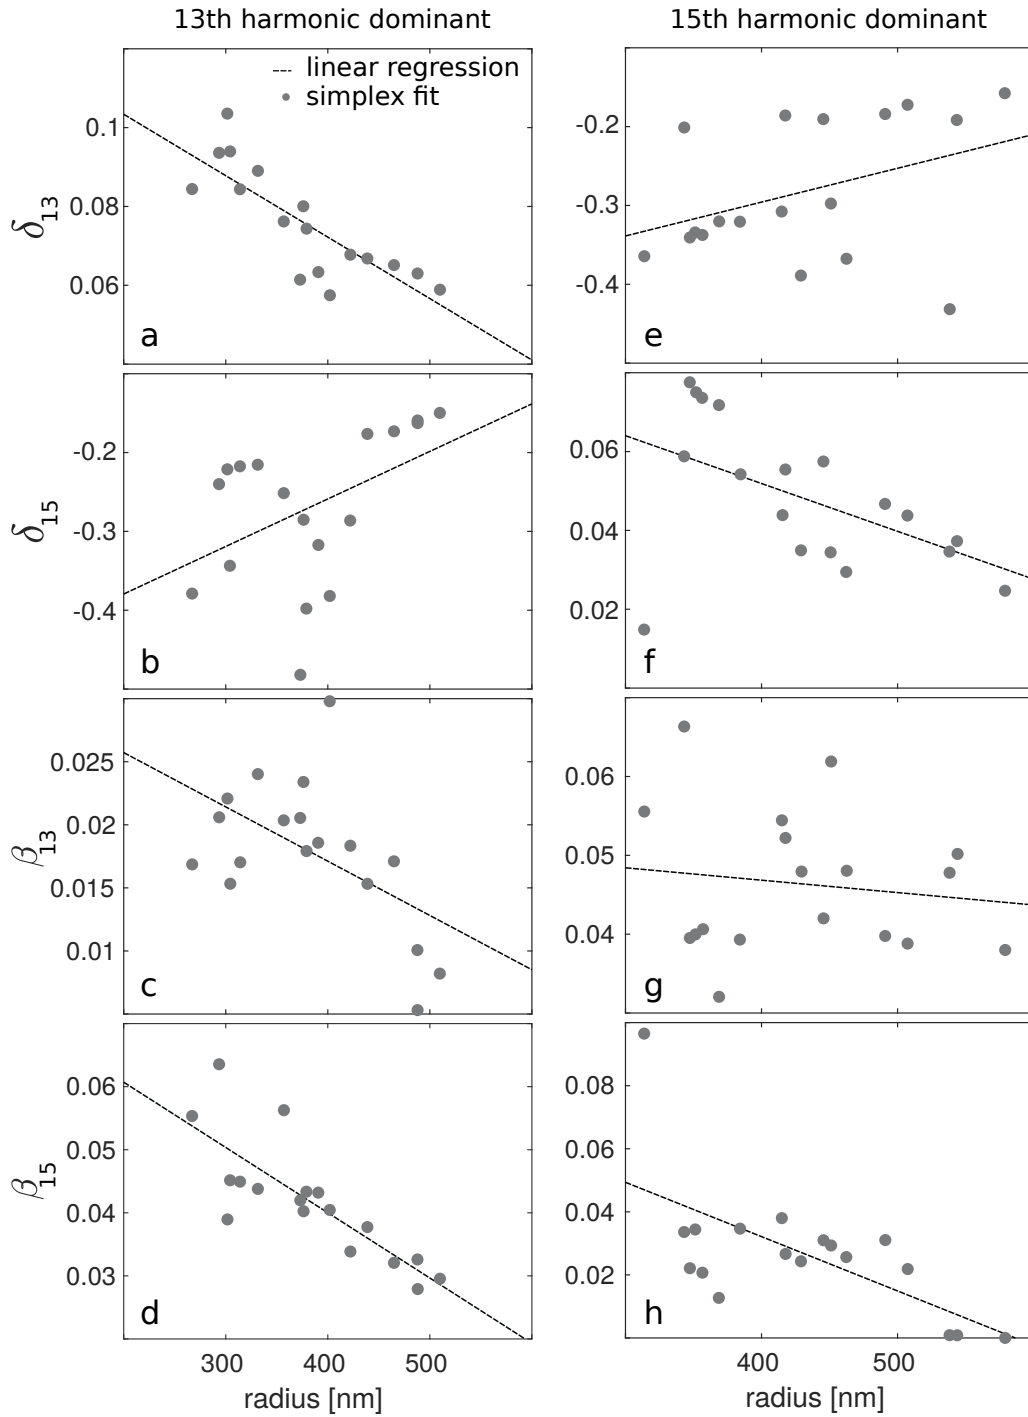 13th harmonic dominant
15th harmonic dominant
linear regression
simplex fit
0.1
0.08
0.06
δ13
a
-0.2
-0.3
-0.4
e
-0.2
-0.3
-0.4
δ15
b
0.06
0.04
0.02
f
0.025
0.02
0.015
0.01
β13
c
0.06
0.05
0.04
g
0.06
0.05
0.04
0.03
β15
d
0.08
0.06
0.04
0.02
h
300 400 500
radius [nm]
400 500
radius [nm]